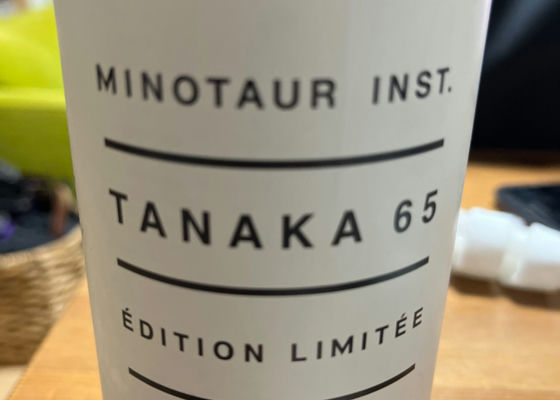 MINOTAUR INST.
TANAKA 65
ÉDITION LIMITÉE